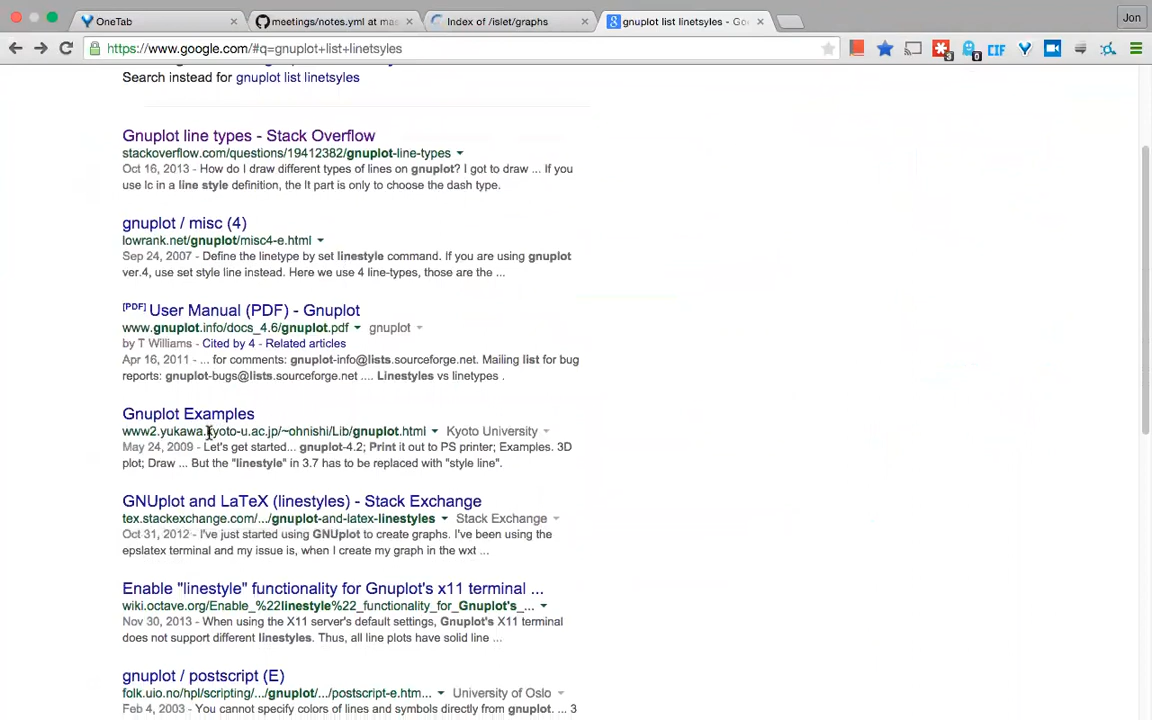 OneTab
meetings/notes.yml at mas
Index of /islet/graphs
gnuplot list linetsyles - Goo
Jon
https://www.google.com/#q=gnuplot+list+linetsyles
3
0
CIF
Search instead for gnuplot list linetsyles
Gnuplot line types - Stack Overflow
stackoverflow.com/questions/19412382/gnuplot-line-types
Oct 16, 2013 - How do I draw different types of lines on gnuplot? I got to draw ... If you
use lc in a line style definition, the lt part is only to choose the dash type.
gnuplot / misc (4)
lowrank.net/gnuplot/misc4-e.html
Sep 24, 2007 - Define the linetype by set linestyle command. If you are using gnuplot
ver.4, use set style line instead. Here we use 4 line-types, those are the ...
[PDF] User Manual (PDF) - Gnuplot
www.gnuplot.info/docs_4.6/gnuplot.pdf gnuplot
by T Williams - Cited by 4 - Related articles
Apr 16, 2011 - ... for comments: gnuplot-info@lists.sourceforge.net. Mailing list for bug
reports: gnuplot-bugs@lists.sourceforge.net .... Linestyles vs linetypes .
Gnuplot Examples
www2.yukawa.kyoto-u.ac.jp/~ohnishi/Lib/gnuplot.html Kyoto University
May 24, 2009 - Let's get started... gnuplot-4.2; Print it out to PS printer; Examples. 3D
plot; Draw ... But the "linestyle" in 3.7 has to be replaced with "style line".
GNUplot and LaTeX (linestyles) - Stack Exchange
tex.stackexchange.com/.../gnuplot-and-latex-linestyles Stack Exchange
Oct 31, 2012 - I've just started using GNUplot to create graphs. I've been using the
epslatex terminal and my issue is, when I create my graph in the wxt ...
Enable "linestyle" functionality for Gnuplot's x11 terminal ...
wiki.octave.org/Enable_%22linestyle%22_functionality_for_Gnuplot's_...
Nov 30, 2013 - When using the X11 server's default settings, Gnuplot's X11 terminal
does not support different linestyles. Thus, all line plots have solid line ...
gnuplot / postscript (E)
folk.uio.no/hpl/scripting/.../gnuplot/.../postscript-e.htm... University of Oslo
Feb 4, 2003 - You cannot specify colors of lines and symbols directly from gnuplot. ... 3